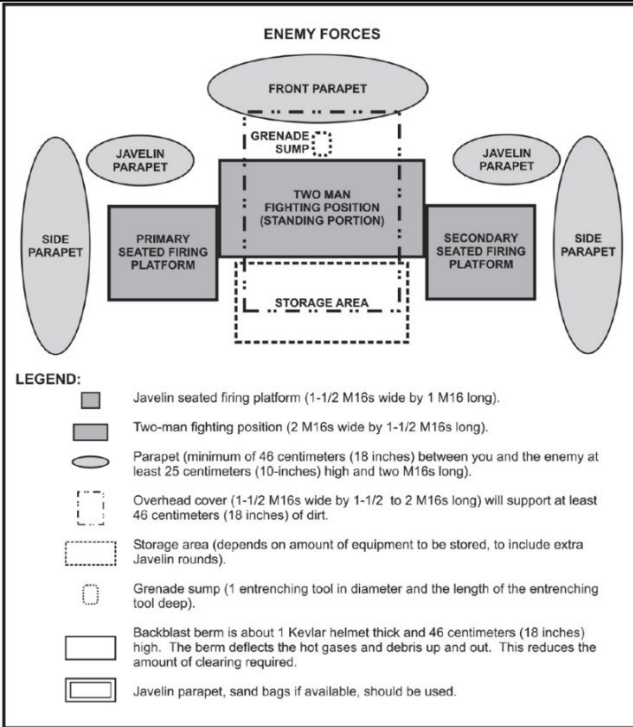 ENEMY FORCES
FRONT PARAPET
GRENADE
SUMP
JAVELIN
PARAPET
JAVELIN
PARAPET
TWO MAN
FIGHTING POSITION
(STANDING PORTION)
SIDE
PARAPET
PRIMARY
SEATED FIRING
PLATFORM
SECONDARY
SEATED FIRING
PLATFORM
SIDE
PARAPET
STORAGE AREA
LEGEND:
Javelin seated firing platform (1-1/2 M16s wide by 1 M16 long).
Two-man fighting position (2 M16s wide by 1-1/2 M16s long).
Parapet (minimum of 46 centimeters (18 inches) between you and the enemy at
least 25 centimeters (10-inches) high and two M16s long).
Overhead cover (1-1/2 M16s wide by 1-1/2 to 2 M16s long) will support at least
46 centimeters (18 inches) of dirt.
Storage area (depends on amount of equipment to be stored, to include extra
Javelin rounds).
Grenade sump (1 entrenching tool in diameter and the length of the entrenching
tool deep).
Backblast berm is about 1 Kevlar helmet thick and 46 centimeters (18 inches)
high. The berm deflects the hot gases and debris up and out. This reduces the
amount of clearing required.
Javelin parapet, sand bags if available, should be used.